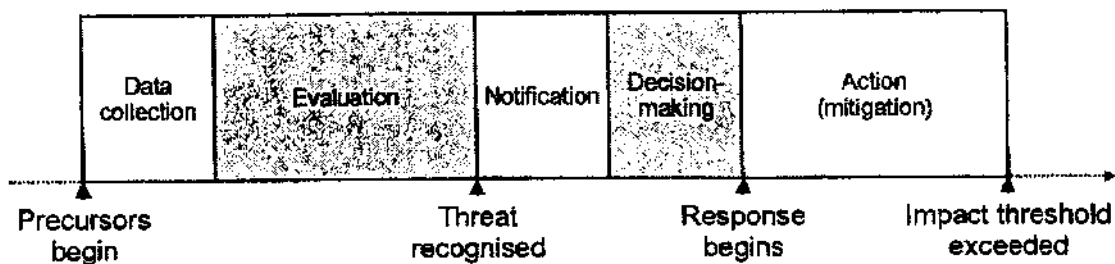 Data
collection
Evaluation
Notification
Decision-
making
Action
(mitigation)
Precursors
begin
Threat
recognised
Response
begins
Impact threshold
exceeded